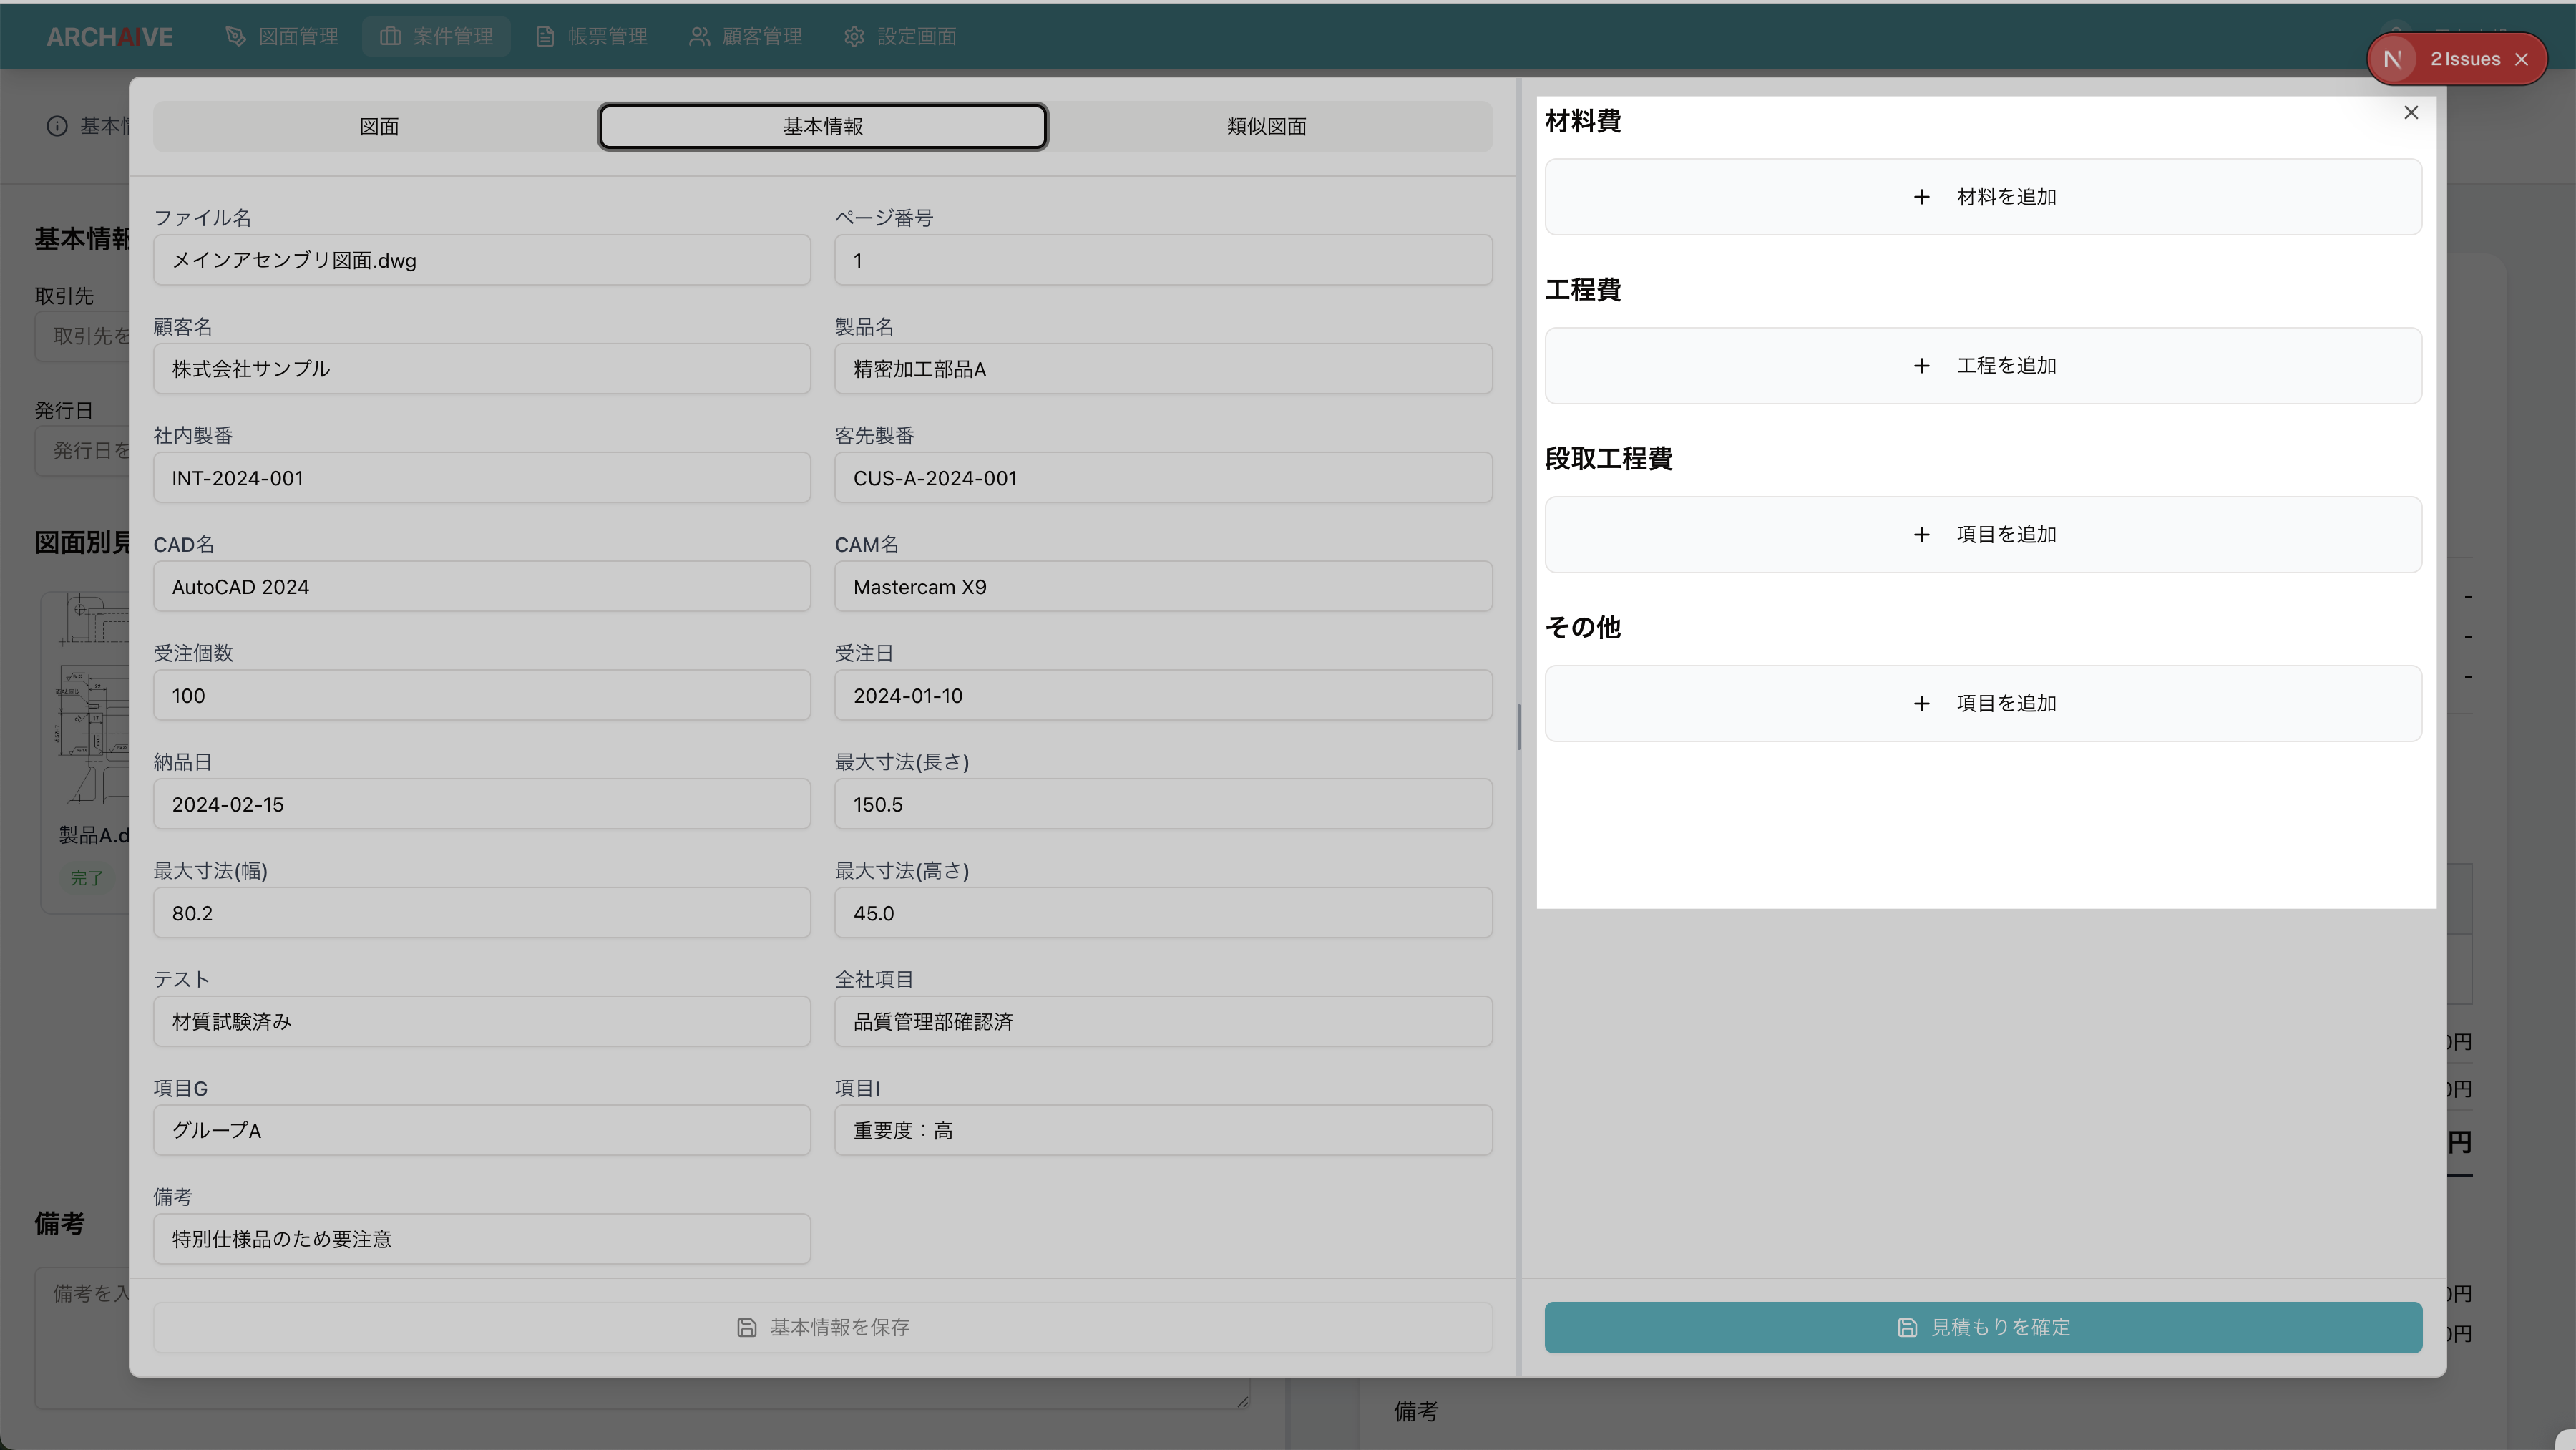 ARCHAIVE
図面管理
案件管理
帳票管理
顧客管理
設定画面
2 Issues
基本情
図面
基本情報
類似図面
基本情報
取引先
取引先を
発行日
発行日を
図面別見
製品A.d
完了
備考
備考を入
ファイル名
メインアセンブリ図面.dwg
ページ番号
1
顧客名
株式会社サンプル
製品名
精密加工部品A
社内製番
INT-2024-001
客先製番
CUS-A-2024-001
CAD名
AutoCAD 2024
CAM名
Mastercam X9
受注個数
100
受注日
2024-01-10
納品日
2024-02-15
最大寸法(長さ)
150.5
最大寸法(幅)
80.2
最大寸法(高さ)
45.0
テスト
材質試験済み
全社項目
品質管理部確認済
項目G
グループA
項目I
重要度：高
備考
特別仕様品のため要注意
基本情報を保存
材料費
材料を追加
工程費
工程を追加
段取工程費
項目を追加
その他
項目を追加
見積もりを確定
-
-
-
0円
0円
円
0円
0円
備考